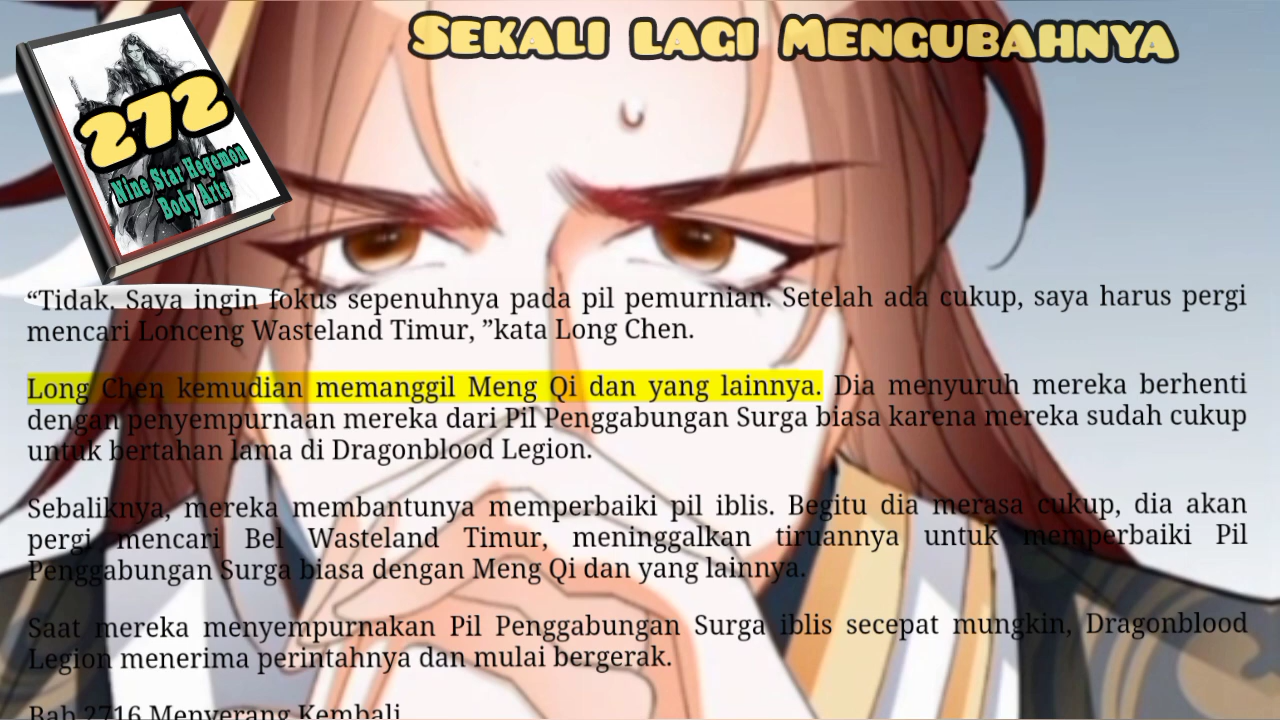 SEKALI LAGI MENGUBAHNYA
272
Nine Star Hegemon
Body Arts
“Tidak. Saya ingin fokus sepenuhnya pada pil pemurnian. Setelah ada cukup, saya harus pergi
mencari Lonceng Wasteland Timur, ”kata Long Chen.
Long Chen kemudian memanggil Meng Qi dan yang lainnya. Dia menyuruh mereka berhenti
dengan penyempurnaan mereka dari Pil Penggabungan Surga biasa karena mereka sudah cukup
untuk bertahan lama di Dragonblood Legion.
Sebaliknya, mereka membantunya memperbaiki pil iblis. Begitu dia merasa cukup, dia akan
pergi mencari Bel Wasteland Timur, meninggalkan tiruannya untuk memperbaiki Pil
Penggabungan Surga biasa dengan Meng Qi dan yang lainnya.
Saat mereka menyempurnakan Pil Penggabungan Surga iblis secepat mungkin, Dragonblood
Legion menerima perintahnya dan mulai bergerak.
Bab 2716 Menyerang Kembali